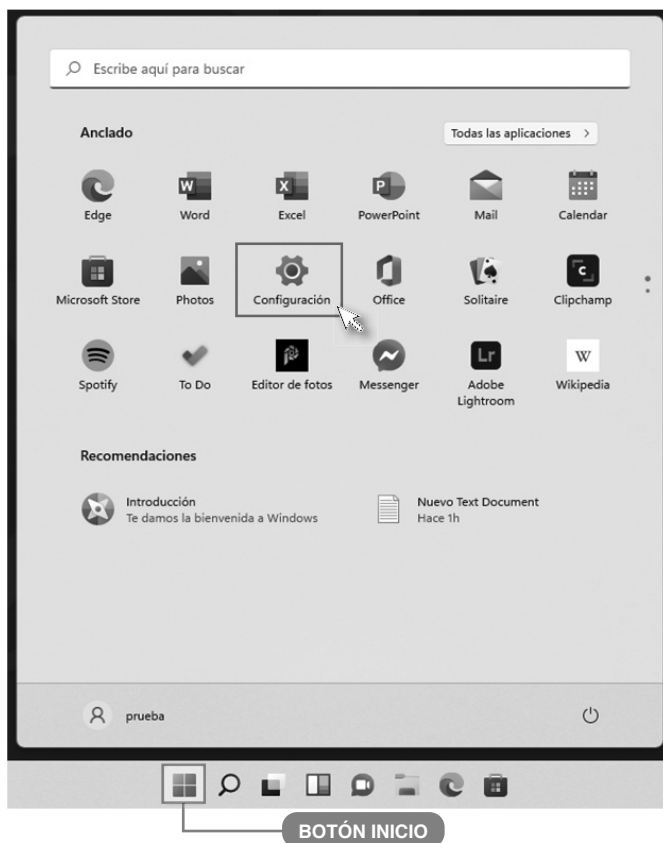 Escribe aquí para buscar
Anclado
Todas las aplicaciones >
Edge Word Excel PowerPoint Mail Calendar
Microsoft Store Photos Configuración Office Solitaire Clipchamp
Spotify To Do Editor de fotos Messenger Adobe Lightroom Wikipedia
Recomendaciones
Introducción
Te damos la bienvenida a Windows
Nuevo Text Document
Hace 1h
prueba
BOTÓN INICIO